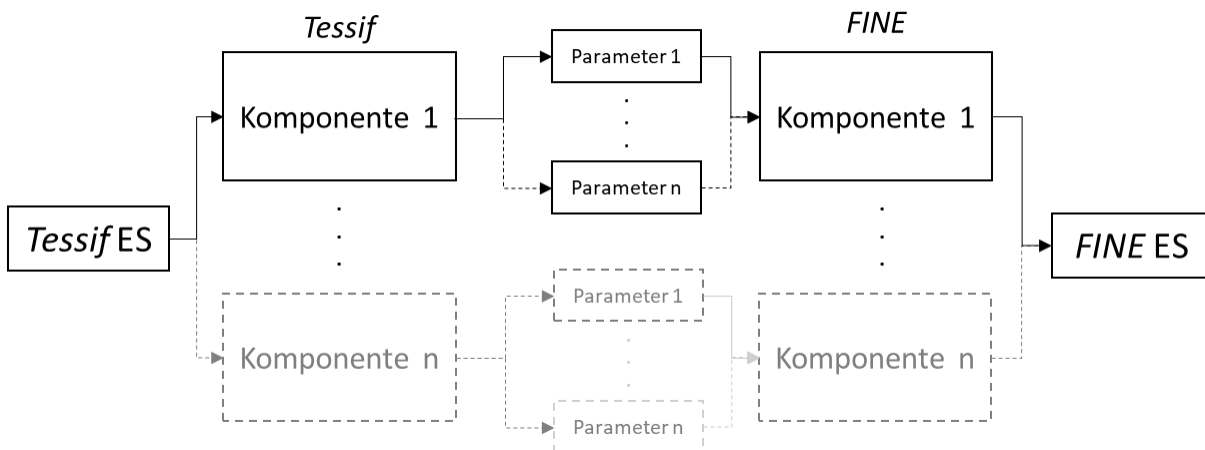 Tessif
FINE
Parameter 1
Komponente 1
Komponente 1
Parameter n
Tessif ES
FINE ES
Parameter 1
Komponente n
Komponente n
Parameter n